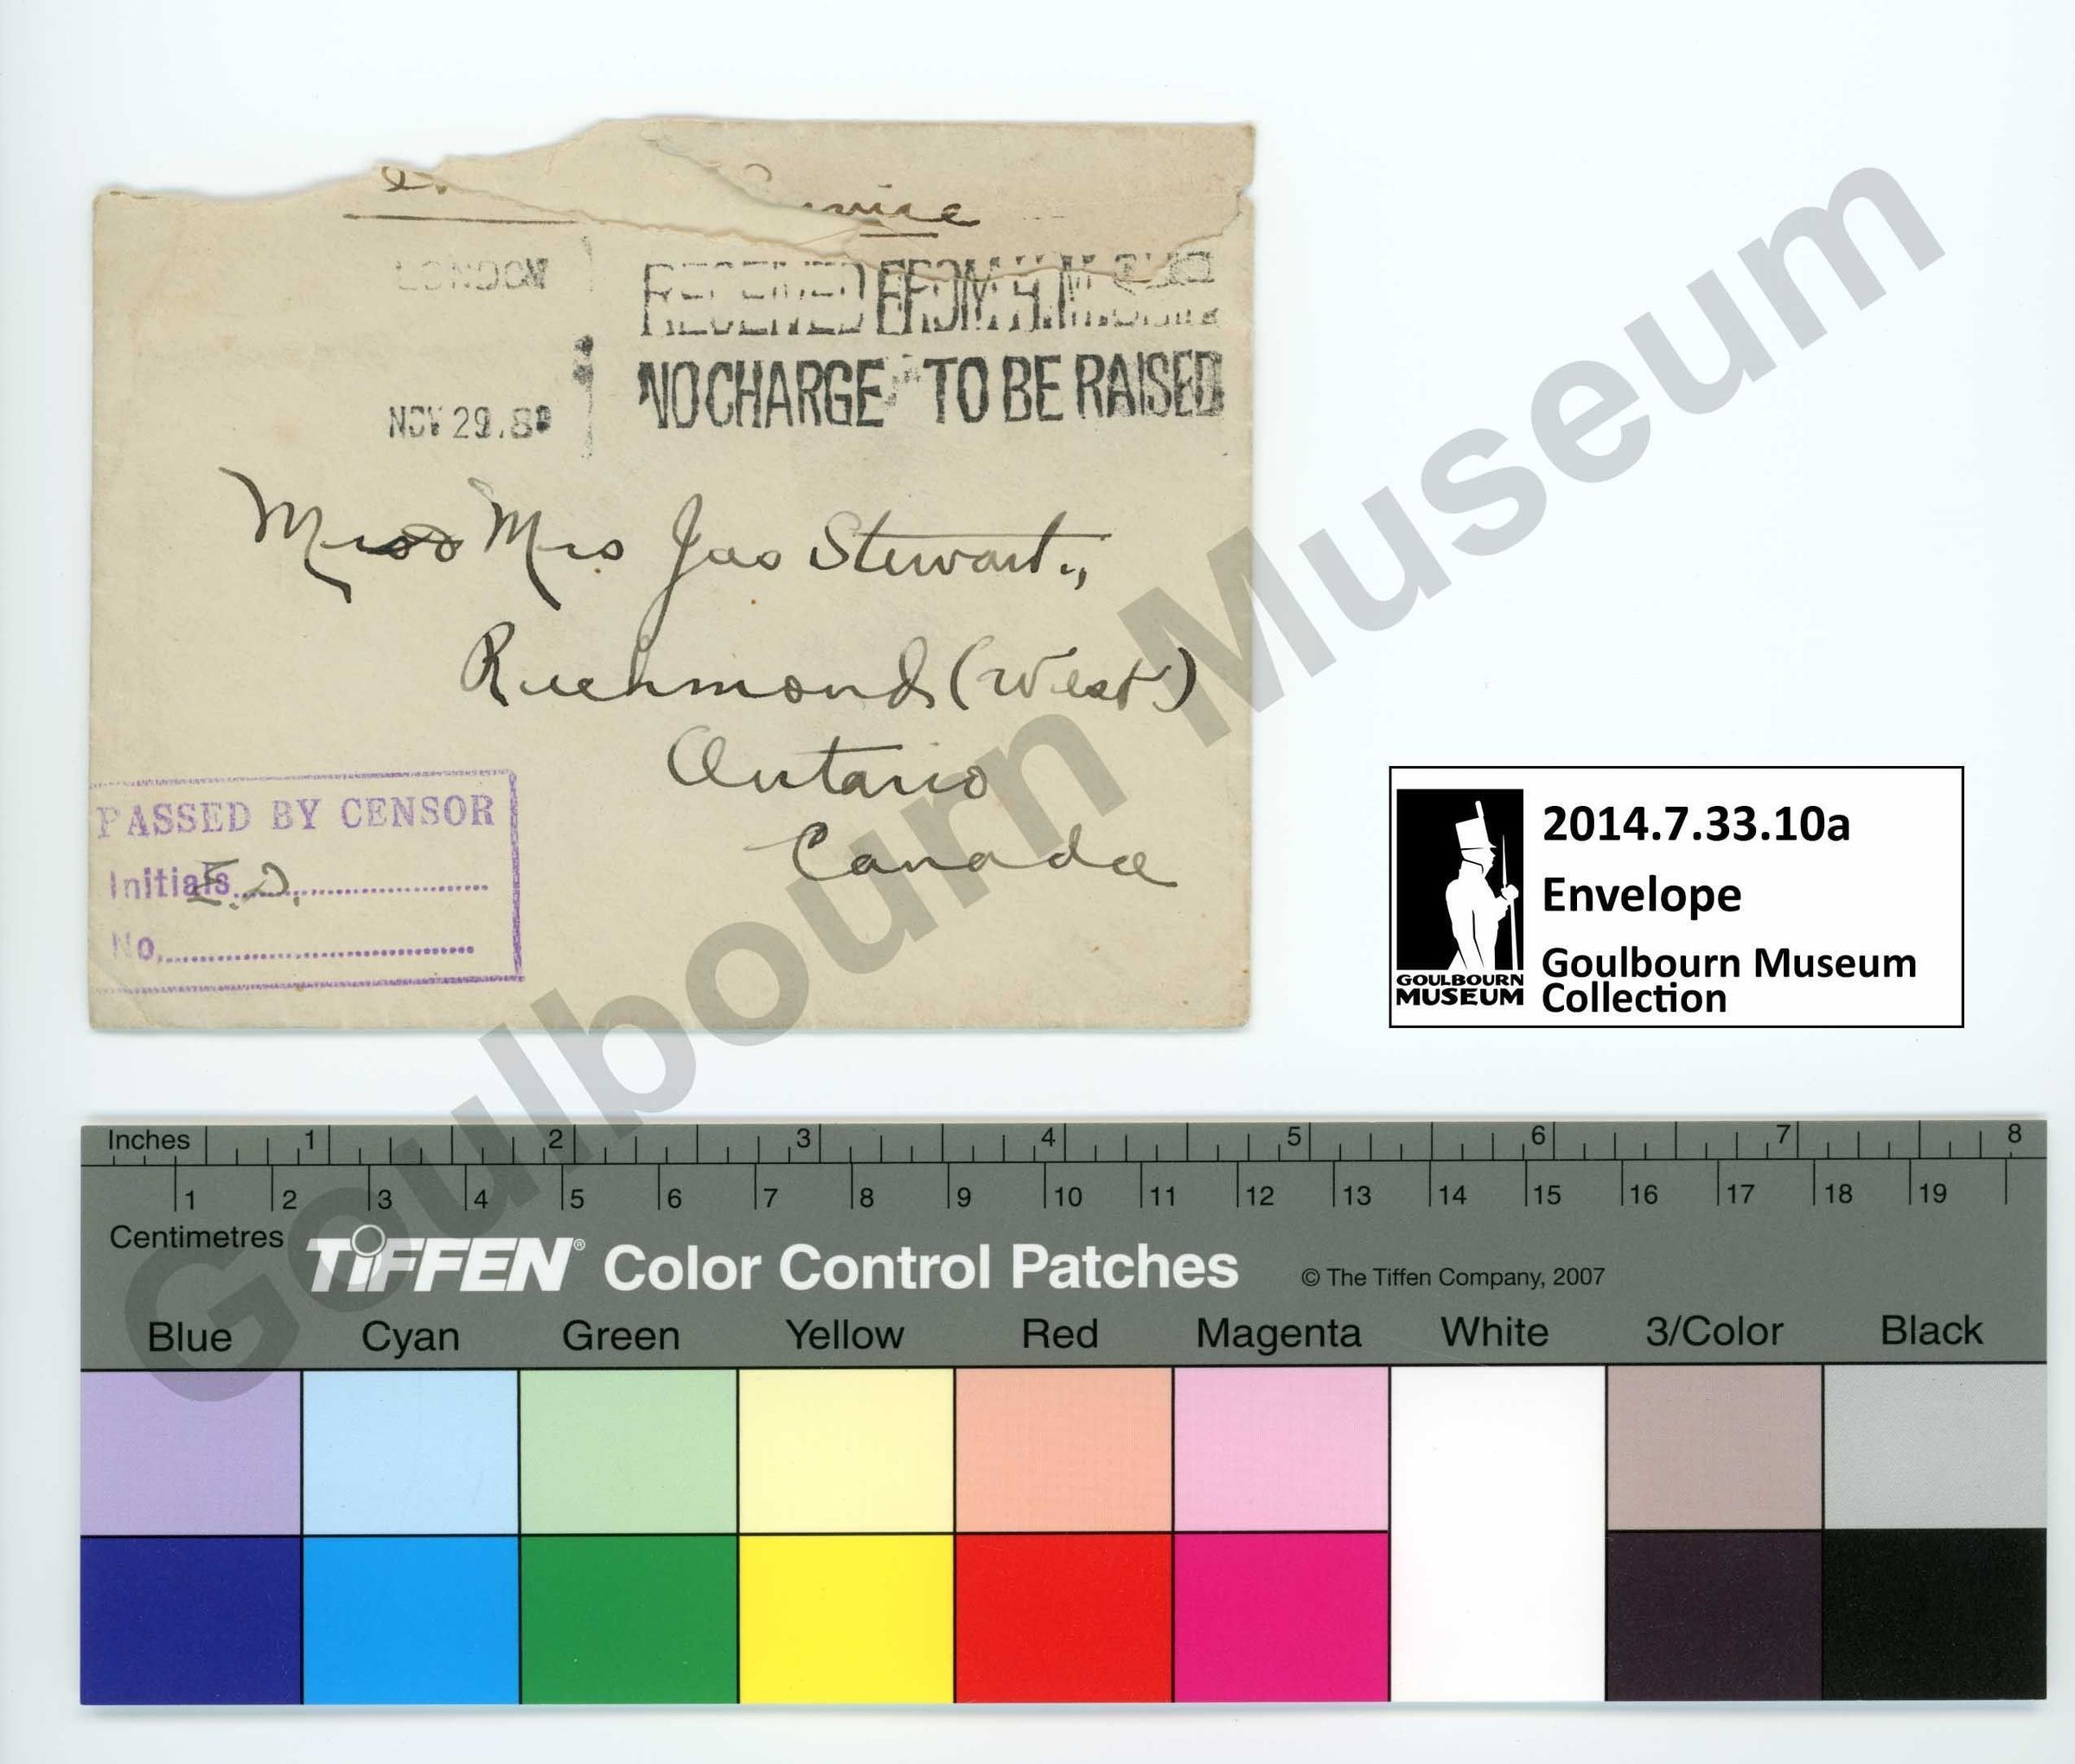 LONDON
RECEIVED FROM H.M.SHIP
NO CHARGE TO BE RAISED
NOV 29.
Miss Mrs Jas Stewart.,
Richmond (West)
Ontario
Canada
PASSED BY CENSOR
Initials E.D.
No.
2014.7.33.10a
Envelope
Goulbourn Museum
Collection
GOULBOURN
MUSEUM
Goulbourn Museum
Inches 1 2 3 4 5 6 7 8
1 2 3 4 5 6 7 8 9 10 11 12 13 14 15 16 17 18 19
Centimetres
TIFFEN® Color Control Patches © The Tiffen Company, 2007
Blue Cyan Green Yellow Red Magenta White 3/Color Black